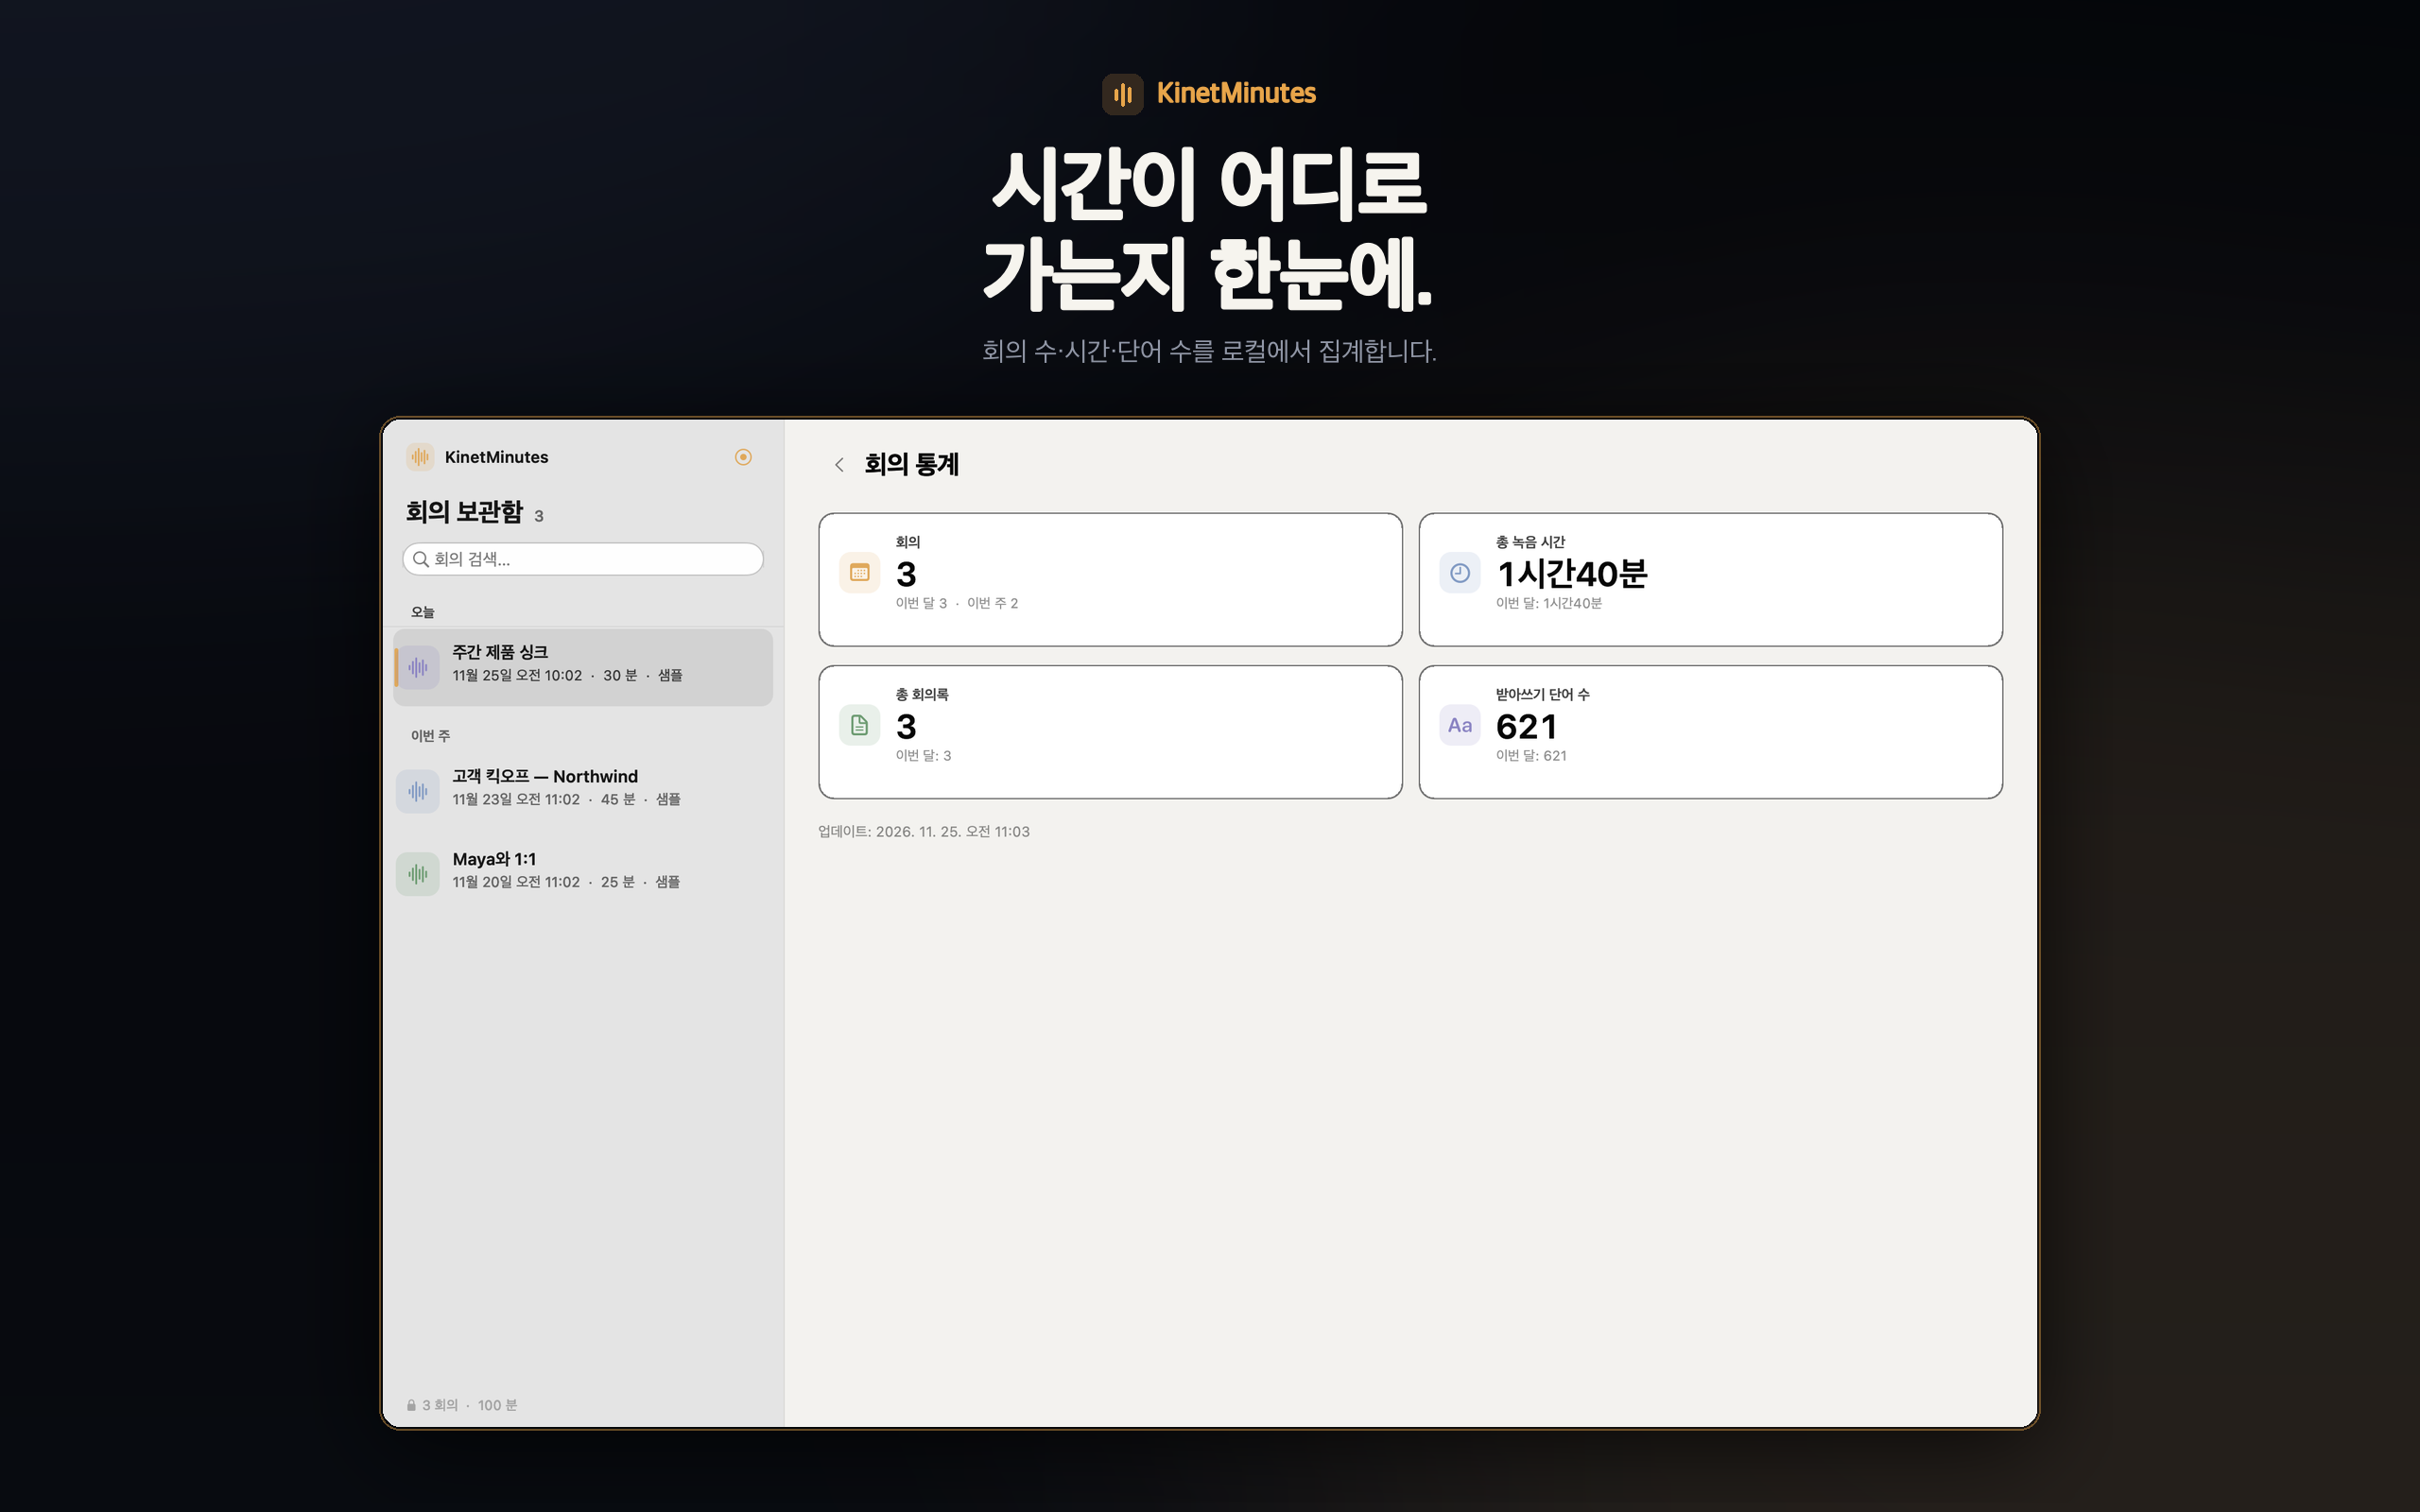 KinetMinutes
시간이 어디로
가는지 한눈에.
회의 수·시간·단어 수를 로컬에서 집계합니다.
KinetMinutes
회의 보관함 3
회의 검색...
오늘
주간 제품 싱크
11월 25일 오전 10:02 · 30 분 · 샘플
이번 주
고객 킥오프 — Northwind
11월 23일 오전 11:02 · 45 분 · 샘플
Maya와 1:1
11월 20일 오전 11:02 · 25 분 · 샘플
3 회의 · 100 분
회의 통계
회의
3
이번 달 3 · 이번 주 2
총 녹음 시간
1시간40분
이번 달: 1시간40분
총 회의록
3
이번 달: 3
Aa
받아쓰기 단어 수
621
이번 달: 621
업데이트: 2026. 11. 25. 오전 11:03